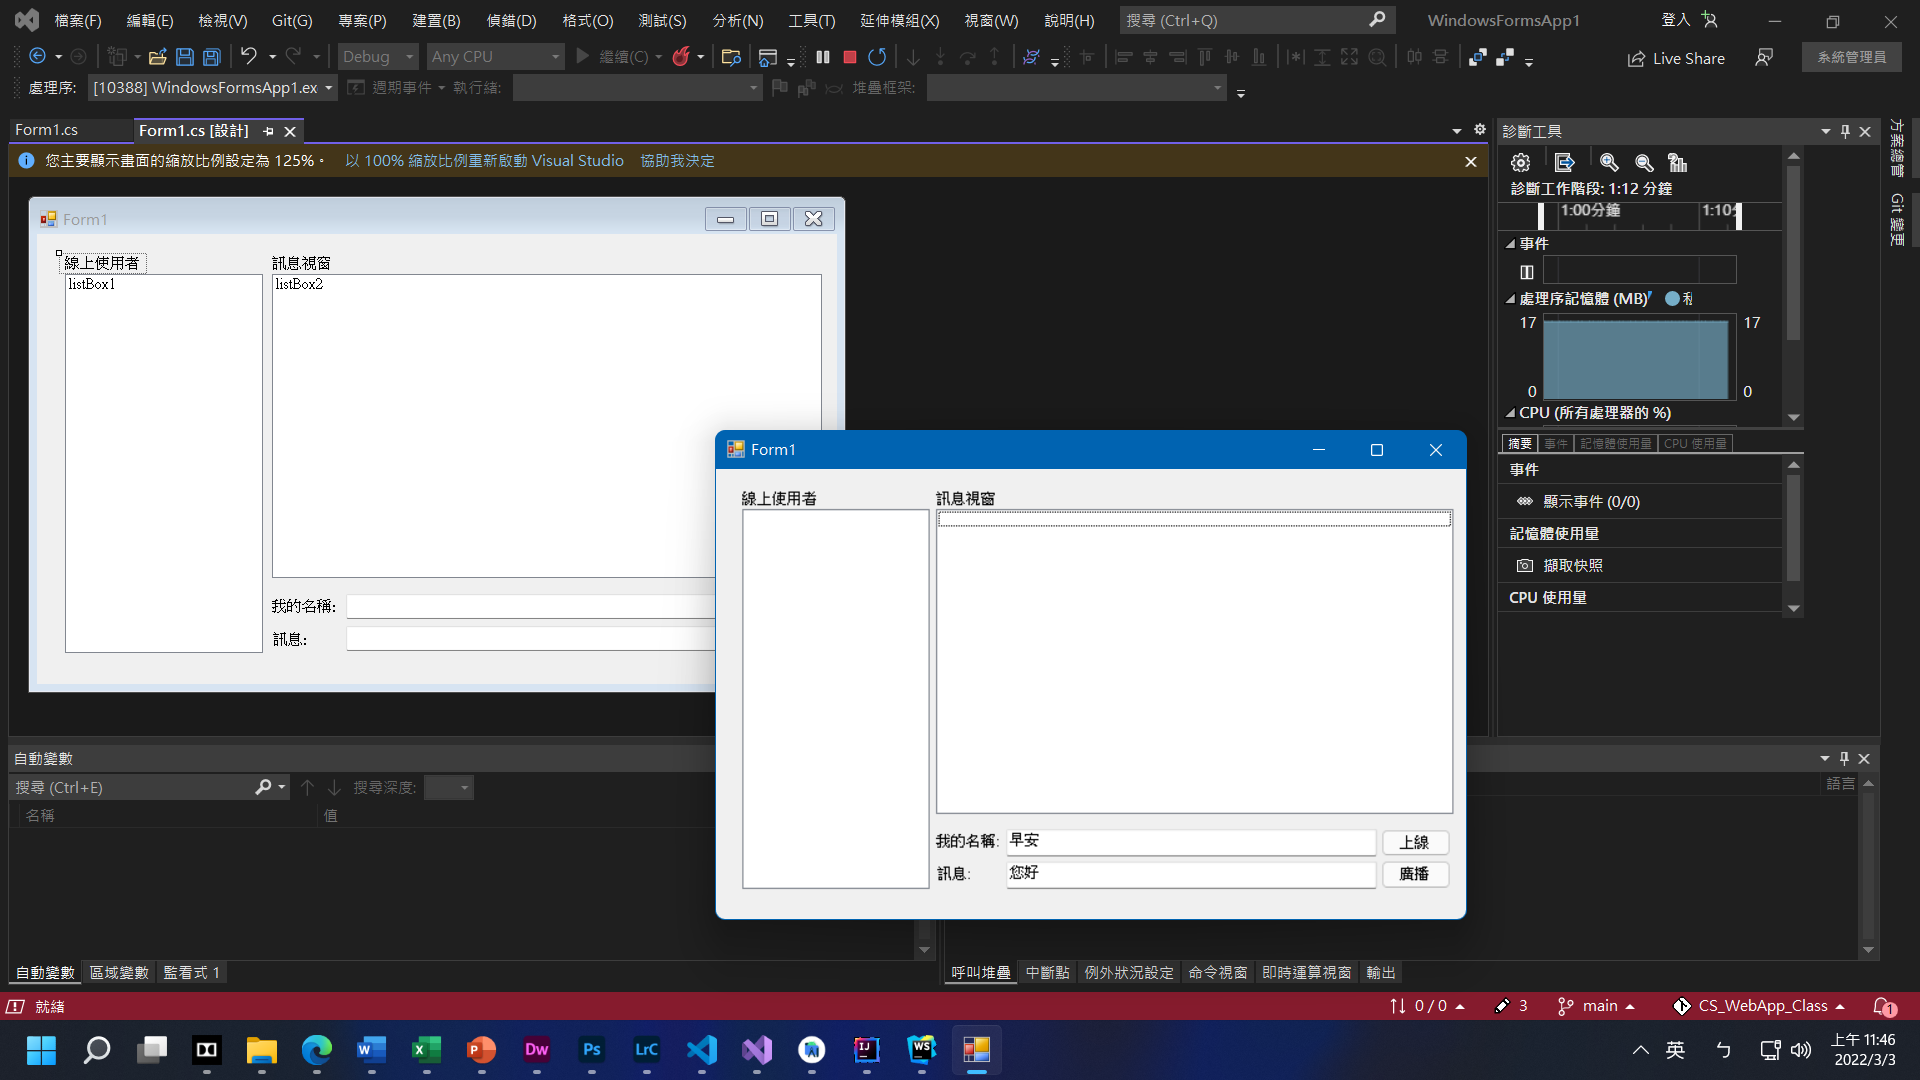 檔案(F) 編輯(E) 檢視(V) Git(G) 專案(P) 建置(B) 偵錯(D) 格式(O) 測試(S) 分析(N) 工具(T) 延伸模組(X) 視窗(W) 說明(H) 搜尋 (Ctrl+Q) WindowsFormsApp1 登入
Debug Any CPU 繼續(C) Live Share 系統管理員
處理序: [10388] WindowsFormsApp1.ex 週期事件 執行緒: 堆疊框架:
Form1.cs Form1.cs [設計]
您主要顯示畫面的縮放比例設定為 125%。 以 100% 縮放比例重新啟動 Visual Studio 協助我決定
Form1
線上使用者 訊息視窗
listBox1 listBox2
我的名稱:
訊息:
診斷工具
診斷工作階段: 1:12 分鐘
1:00分鐘 1:10
事件
處理序記憶體 (MB)
17 17
0 0
CPU (所有處理器的 %)
摘要 事件 記憶體使用量 CPU 使用量
事件
顯示事件 (0/0)
記憶體使用量
擷取快照
CPU 使用量
方案總管
Git 變更
Form1
線上使用者 訊息視窗
我的名稱: 早安 上線
訊息: 您好 廣播
自動變數
搜尋 (Ctrl+E) 搜尋深度:
名稱 值
語言
自動變數 區域變數 監看式 1
呼叫堆疊 中斷點 例外狀況設定 命令視窗 即時運算視窗 輸出
就緒 0 / 0 3 main CS_WebApp_Class 1
W X P Dw Ps LrC IJ WS
英 ㄅ 上午 11:46
2022/3/3